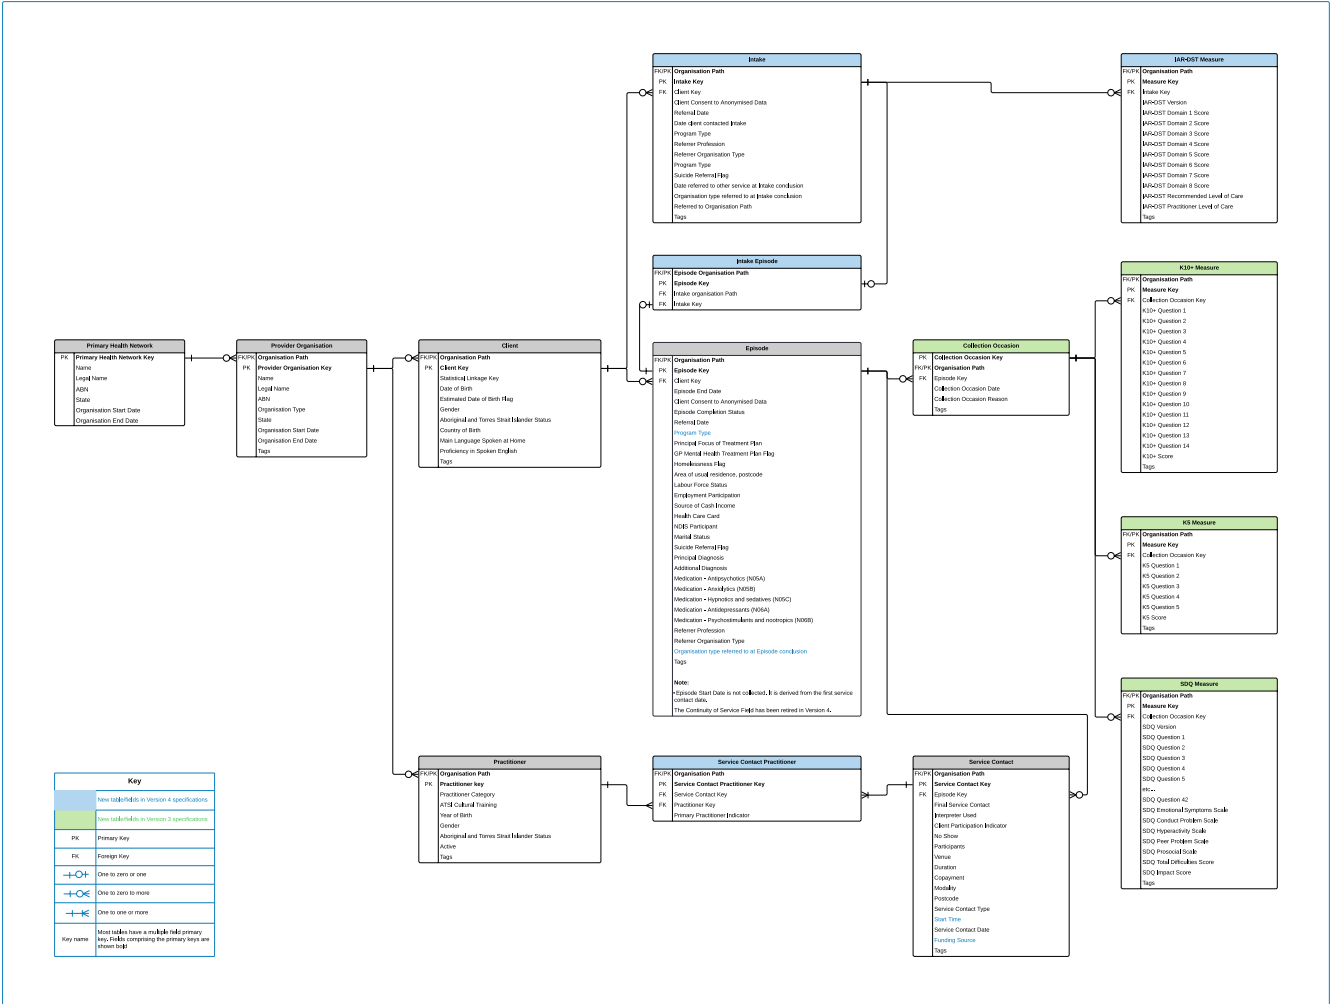 Primary Health Network
PK Primary Health Network Key
Name
Legal Name
ABN
State
Organisation Start Date
Organisation End Date
Provider Organisation
FK/PK Organisation Path
PK Provider Organisation Key
Name
Legal Name
ABN
Organisation Type
State
Organisation Start Date
Organisation End Date
Tags
Client
FK/PK Organisation Path
PK Client Key
Statistical Linkage Key
Date of Birth
Estimated Date of Birth Flag
Gender
Aboriginal and Torres Strait Islander Status
Country of Birth
Main Language Spoken at Home
Proficiency in Spoken English
Tags
Practitioner
FK/PK Organisation Path
PK Practitioner key
Practitioner Category
ATSI Cultural Training
Year of Birth
Gender
Aboriginal and Torres Strait Islander Status
Active
Tags
Intake
FK/PK Organisation Path
PK Intake Key
FK Client Key
Client Consent to Anonymised Data
Referral Date
Date client contacted Intake
Program Type
Referrer Profession
Referrer Organisation Type
Program Type
Suicide Referral Flag
Date referred to other service at Intake conclusion
Organisation type referred to at Intake conclusion
Referred to Organisation Path
Tags
Intake Episode
FK/PK Episode Organisation Path
PK Episode Key
FK Intake organisation Path
FK Intake Key
Episode
FK/PK Organisation Path
PK Episode Key
FK Client Key
Episode End Date
Client Consent to Anonymised Data
Episode Completion Status
Referral Date
Program Type
Principal Focus of Treatment Plan
GP Mental Health Treatment Plan Flag
Homelessness Flag
Area of usual residence, postcode
Labour Force Status
Employment Participation
Source of Cash Income
Health Care Card
NDIS Participant
Marital Status
Suicide Referral Flag
Principal Diagnosis
Additional Diagnosis
Medication - Antipsychotics (N05A)
Medication - Anxiolytics (N05B)
Medication - Hypnotics and sedatives (N05C)
Medication - Antidepressants (N06A)
Medication - Psychostimulants and nootropics (N06B)
Referrer Profession
Referrer Organisation Type
Organisation type referred to at Episode conclusion
Tags
Note:
• Episode Start Date is not collected. It is derived from the first service
contact date.
The Continuity of Service Field has been retired in Version 4.
Service Contact Practitioner
FK/PK Organisation Path
PK Service Contact Practitioner Key
FK Service Contact Key
FK Practitioner Key
Primary Practitioner Indicator
Collection Occasion
PK Collection Occasion Key
FK/PK Organisation Path
FK Episode Key
Collection Occasion Date
Collection Occasion Reason
Tags
Service Contact
FK/PK Organisation Path
PK Service Contact Key
FK Episode Key
Final Service Contact
Interpreter Used
Client Participation Indicator
No Show
Participants
Venue
Duration
Copayment
Modality
Postcode
Service Contact Type
Start Time
Service Contact Date
Funding Source
Tags
IAR-DST Measure
FK/PK Organisation Path
PK Measure Key
FK Intake Key
IAR-DST Version
IAR-DST Domain 1 Score
IAR-DST Domain 2 Score
IAR-DST Domain 3 Score
IAR-DST Domain 4 Score
IAR-DST Domain 5 Score
IAR-DST Domain 6 Score
IAR-DST Domain 7 Score
IAR-DST Domain 8 Score
IAR-DST Recommended Level of Care
IAR-DST Practitioner Level of Care
Tags
K10+ Measure
FK/PK Organisation Path
PK Measure Key
FK Collection Occasion Key
K10+ Question 1
K10+ Question 2
K10+ Question 3
K10+ Question 4
K10+ Question 5
K10+ Question 6
K10+ Question 7
K10+ Question 8
K10+ Question 9
K10+ Question 10
K10+ Question 11
K10+ Question 12
K10+ Question 13
K10+ Question 14
K10+ Score
Tags
K5 Measure
FK/PK Organisation Path
PK Measure Key
FK Collection Occasion Key
K5 Question 1
K5 Question 2
K5 Question 3
K5 Question 4
K5 Question 5
K5 Score
Tags
SDQ Measure
FK/PK Organisation Path
PK Measure Key
FK Collection Occasion Key
SDQ Version
SDQ Question 1
SDQ Question 2
SDQ Question 3
SDQ Question 4
SDQ Question 5
etc...
SDQ Question 42
SDQ Emotional Symptoms Scale
SDQ Conduct Problem Scale
SDQ Hyperactivity Scale
SDQ Peer Problem Scale
SDQ Prosocial Scale
SDQ Total Difficulties Score
SDQ Impact Score
Tags
Key
New table/fields in Version 4 specifications
New table/fields in Version 3 specifications
PK Primary Key
FK Foreign Key
One to zero or one
One to zero to more
One to one or more
Key name
Most tables have a multiple field primary
key. Fields comprising the primary keys are
shown bold